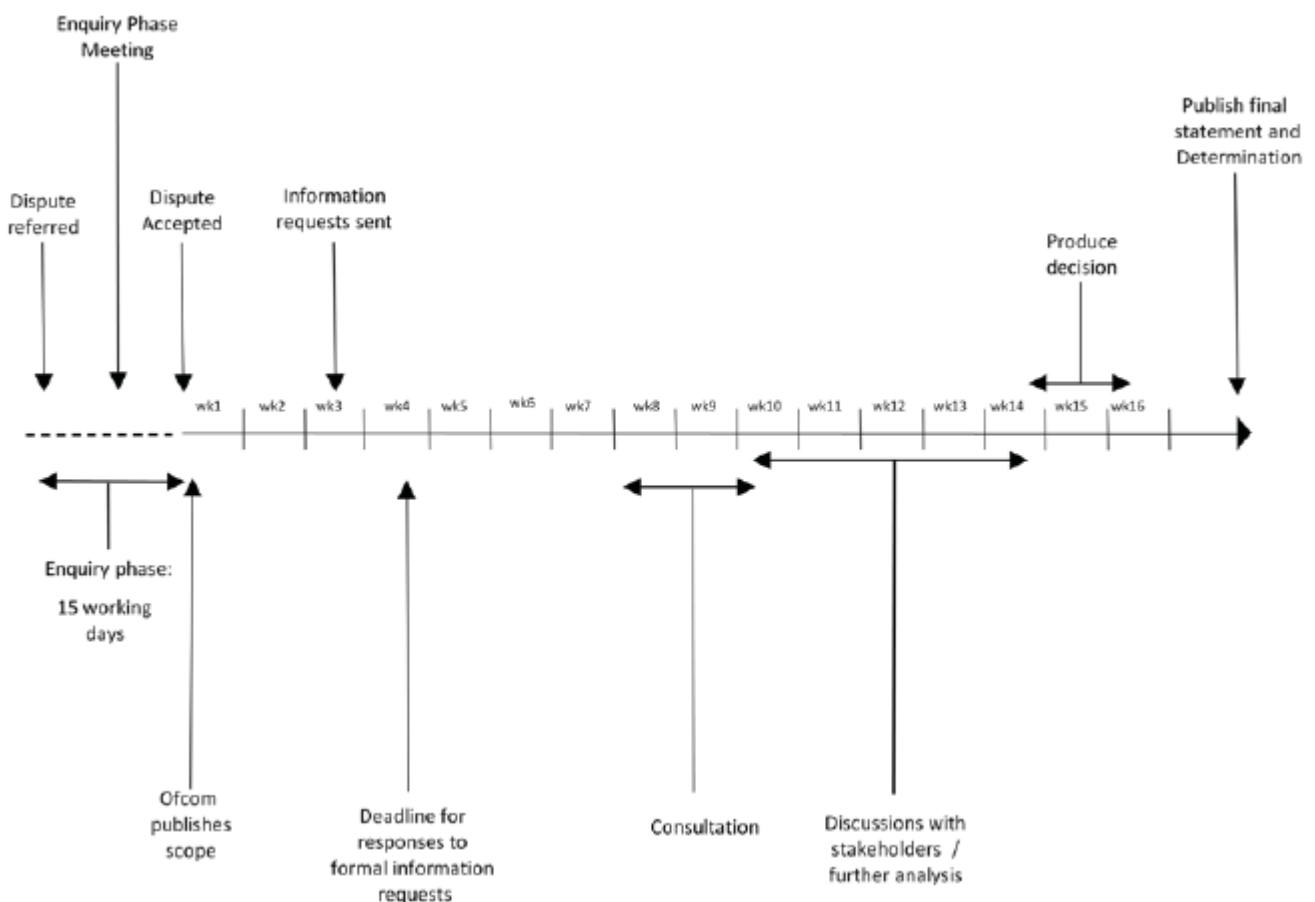 Enquiry Phase
Meeting
Publish final
statement and
Determination
Dispute
referred
Dispute
Accepted
Information
requests sent
Produce
decision
wk1 wk2 wk3 wk4 wk5 wk6 wk7 wk8 wk9 wk10 wk11 wk12 wk13 wk14 wk15 wk16
Enquiry phase:
15 working
days
Ofcom
publishes
scope
Deadline for
responses to
formal information
requests
Consultation
Discussions with
stakeholders /
further analysis